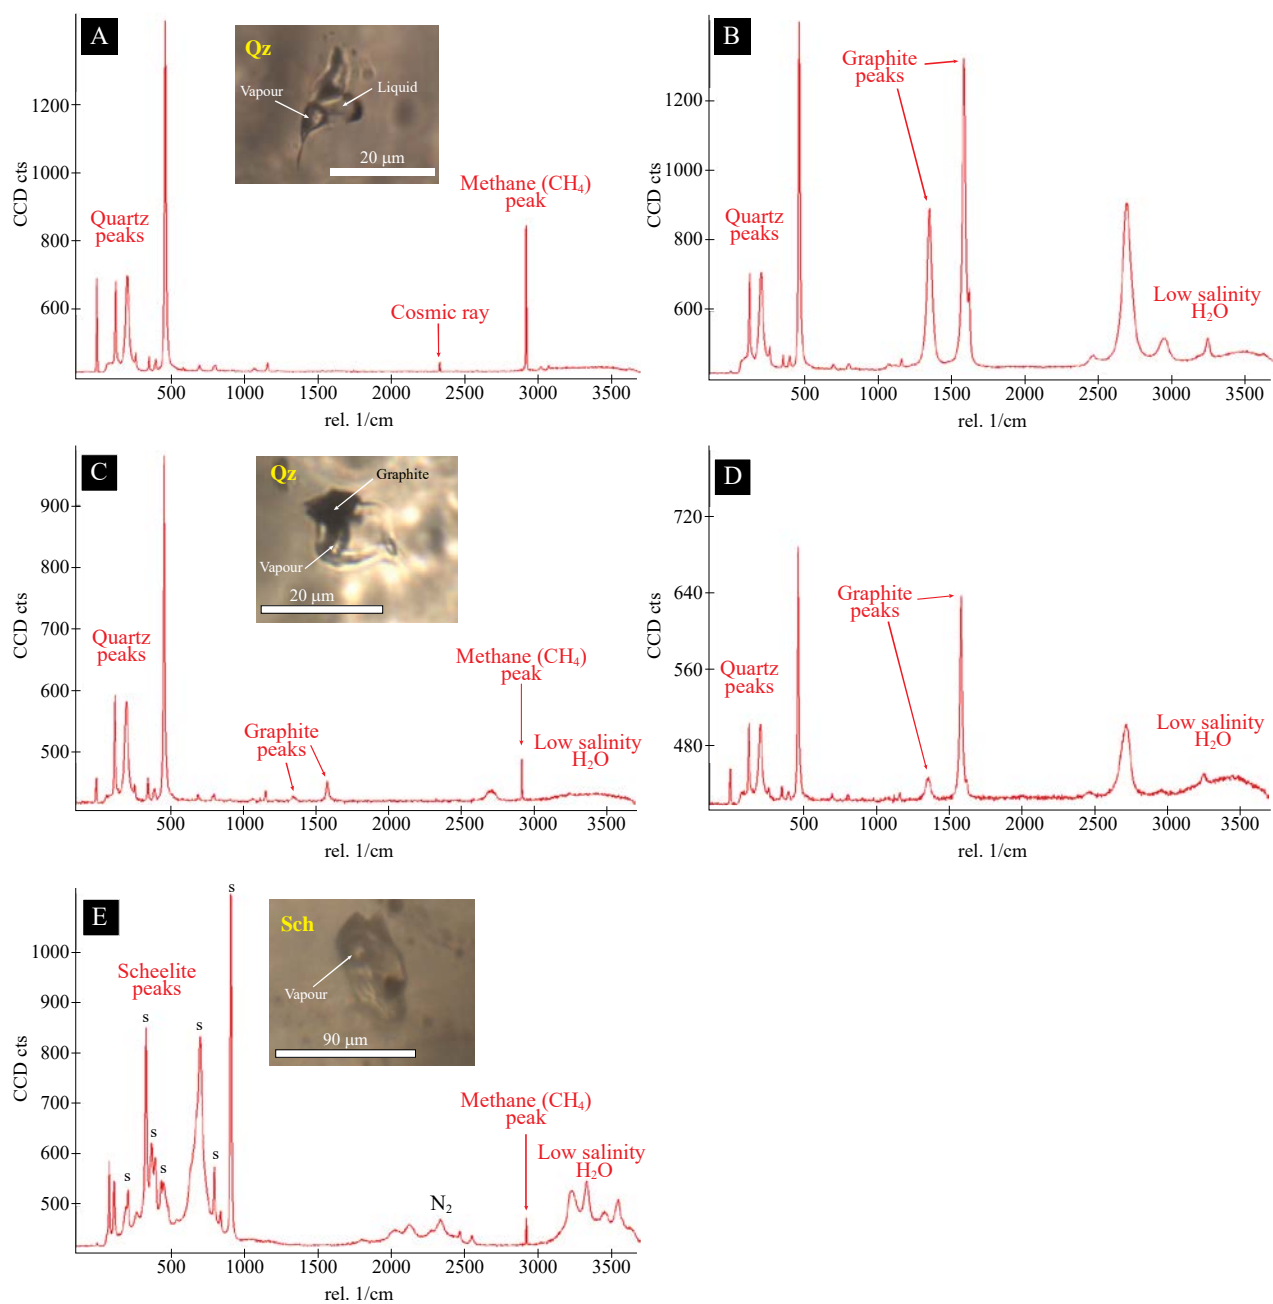 A
Qz
Vapour
Liquid
20 μm
Quartz
peaks
Cosmic ray
Methane (CH₄)
peak
CCD cts
1200
1000
800
600
500
1000
1500
2000
2500
3000
3500
rel. 1/cm
B
Graphite
peaks
Quartz
peaks
Low salinity
H₂O
CCD cts
1200
1000
800
600
500
1000
1500
2000
2500
3000
3500
rel. 1/cm
C
Qz
Graphite
Vapour
20 μm
Quartz
peaks
Graphite
peaks
Methane (CH₄)
peak
Low salinity
H₂O
CCD cts
900
800
700
600
500
500
1000
1500
2000
2500
3000
3500
rel. 1/cm
D
Graphite
peaks
Quartz
peaks
Low salinity
H₂O
CCD cts
720
640
560
480
500
1000
1500
2000
2500
3000
3500
rel. 1/cm
E
Sch
Vapour
90 μm
Scheelite
peaks
s
s
s
s
s
s
s
N₂
Methane (CH₄)
peak
Low salinity
H₂O
CCD cts
1000
900
800
700
600
500
500
1000
1500
2000
2500
3000
3500
rel. 1/cm